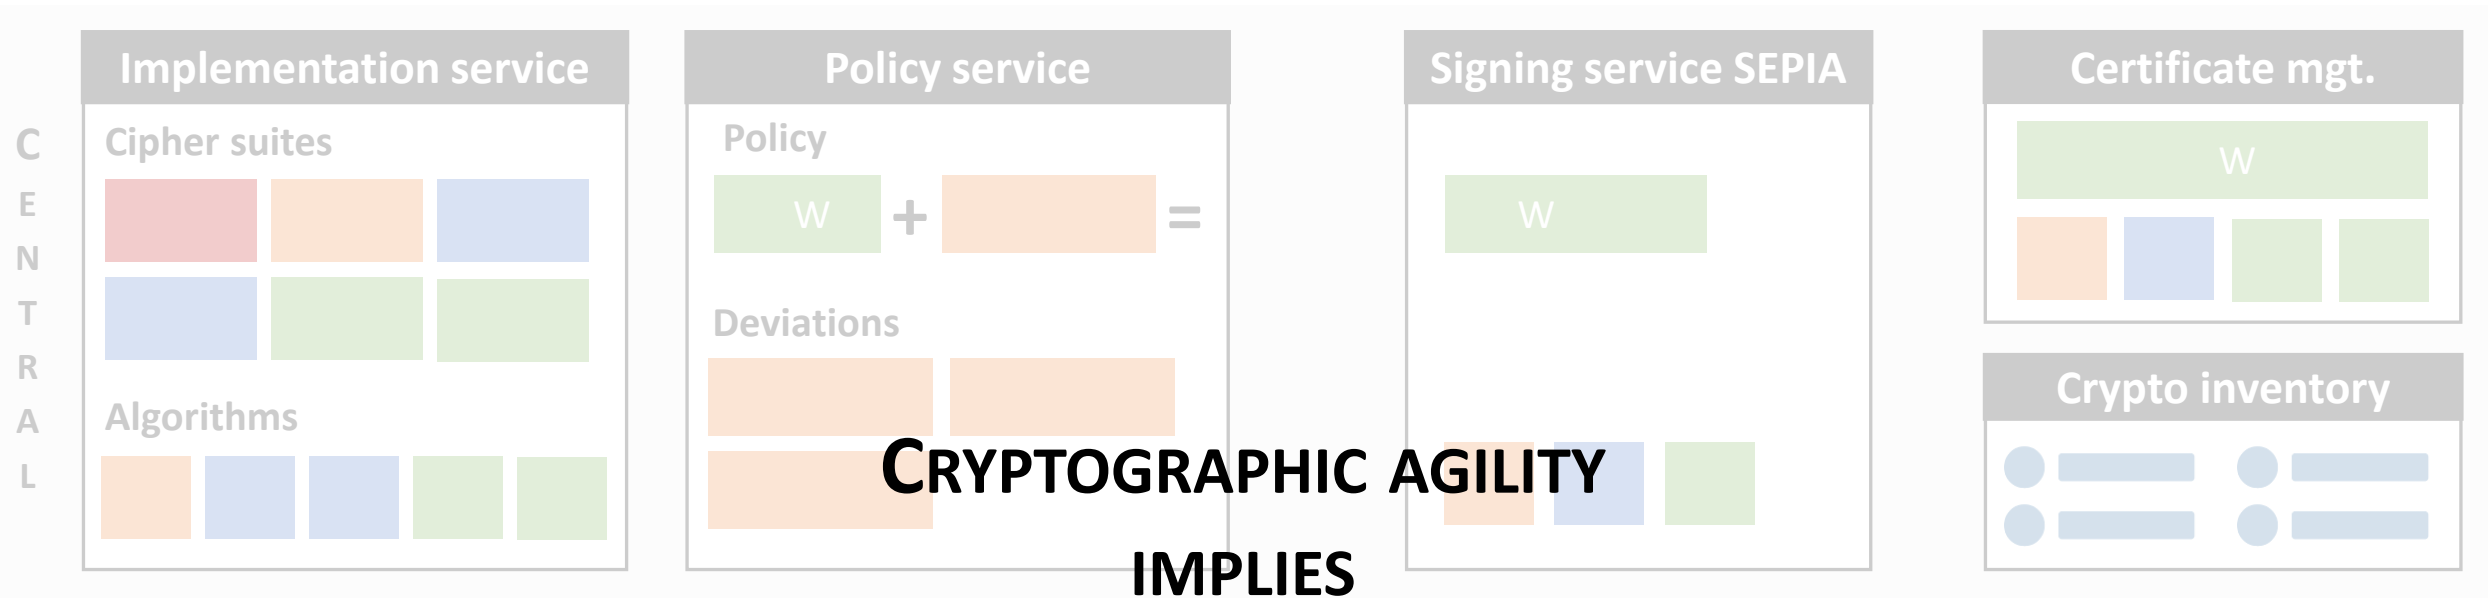 CENTRAL
Implementation service
Cipher suites
Algorithms
Policy service
Policy
W + =
Deviations
Signing service SEPIA
W
Certificate mgt.
W
Crypto inventory
CRYPTOGRAPHIC AGILITY
IMPLIES